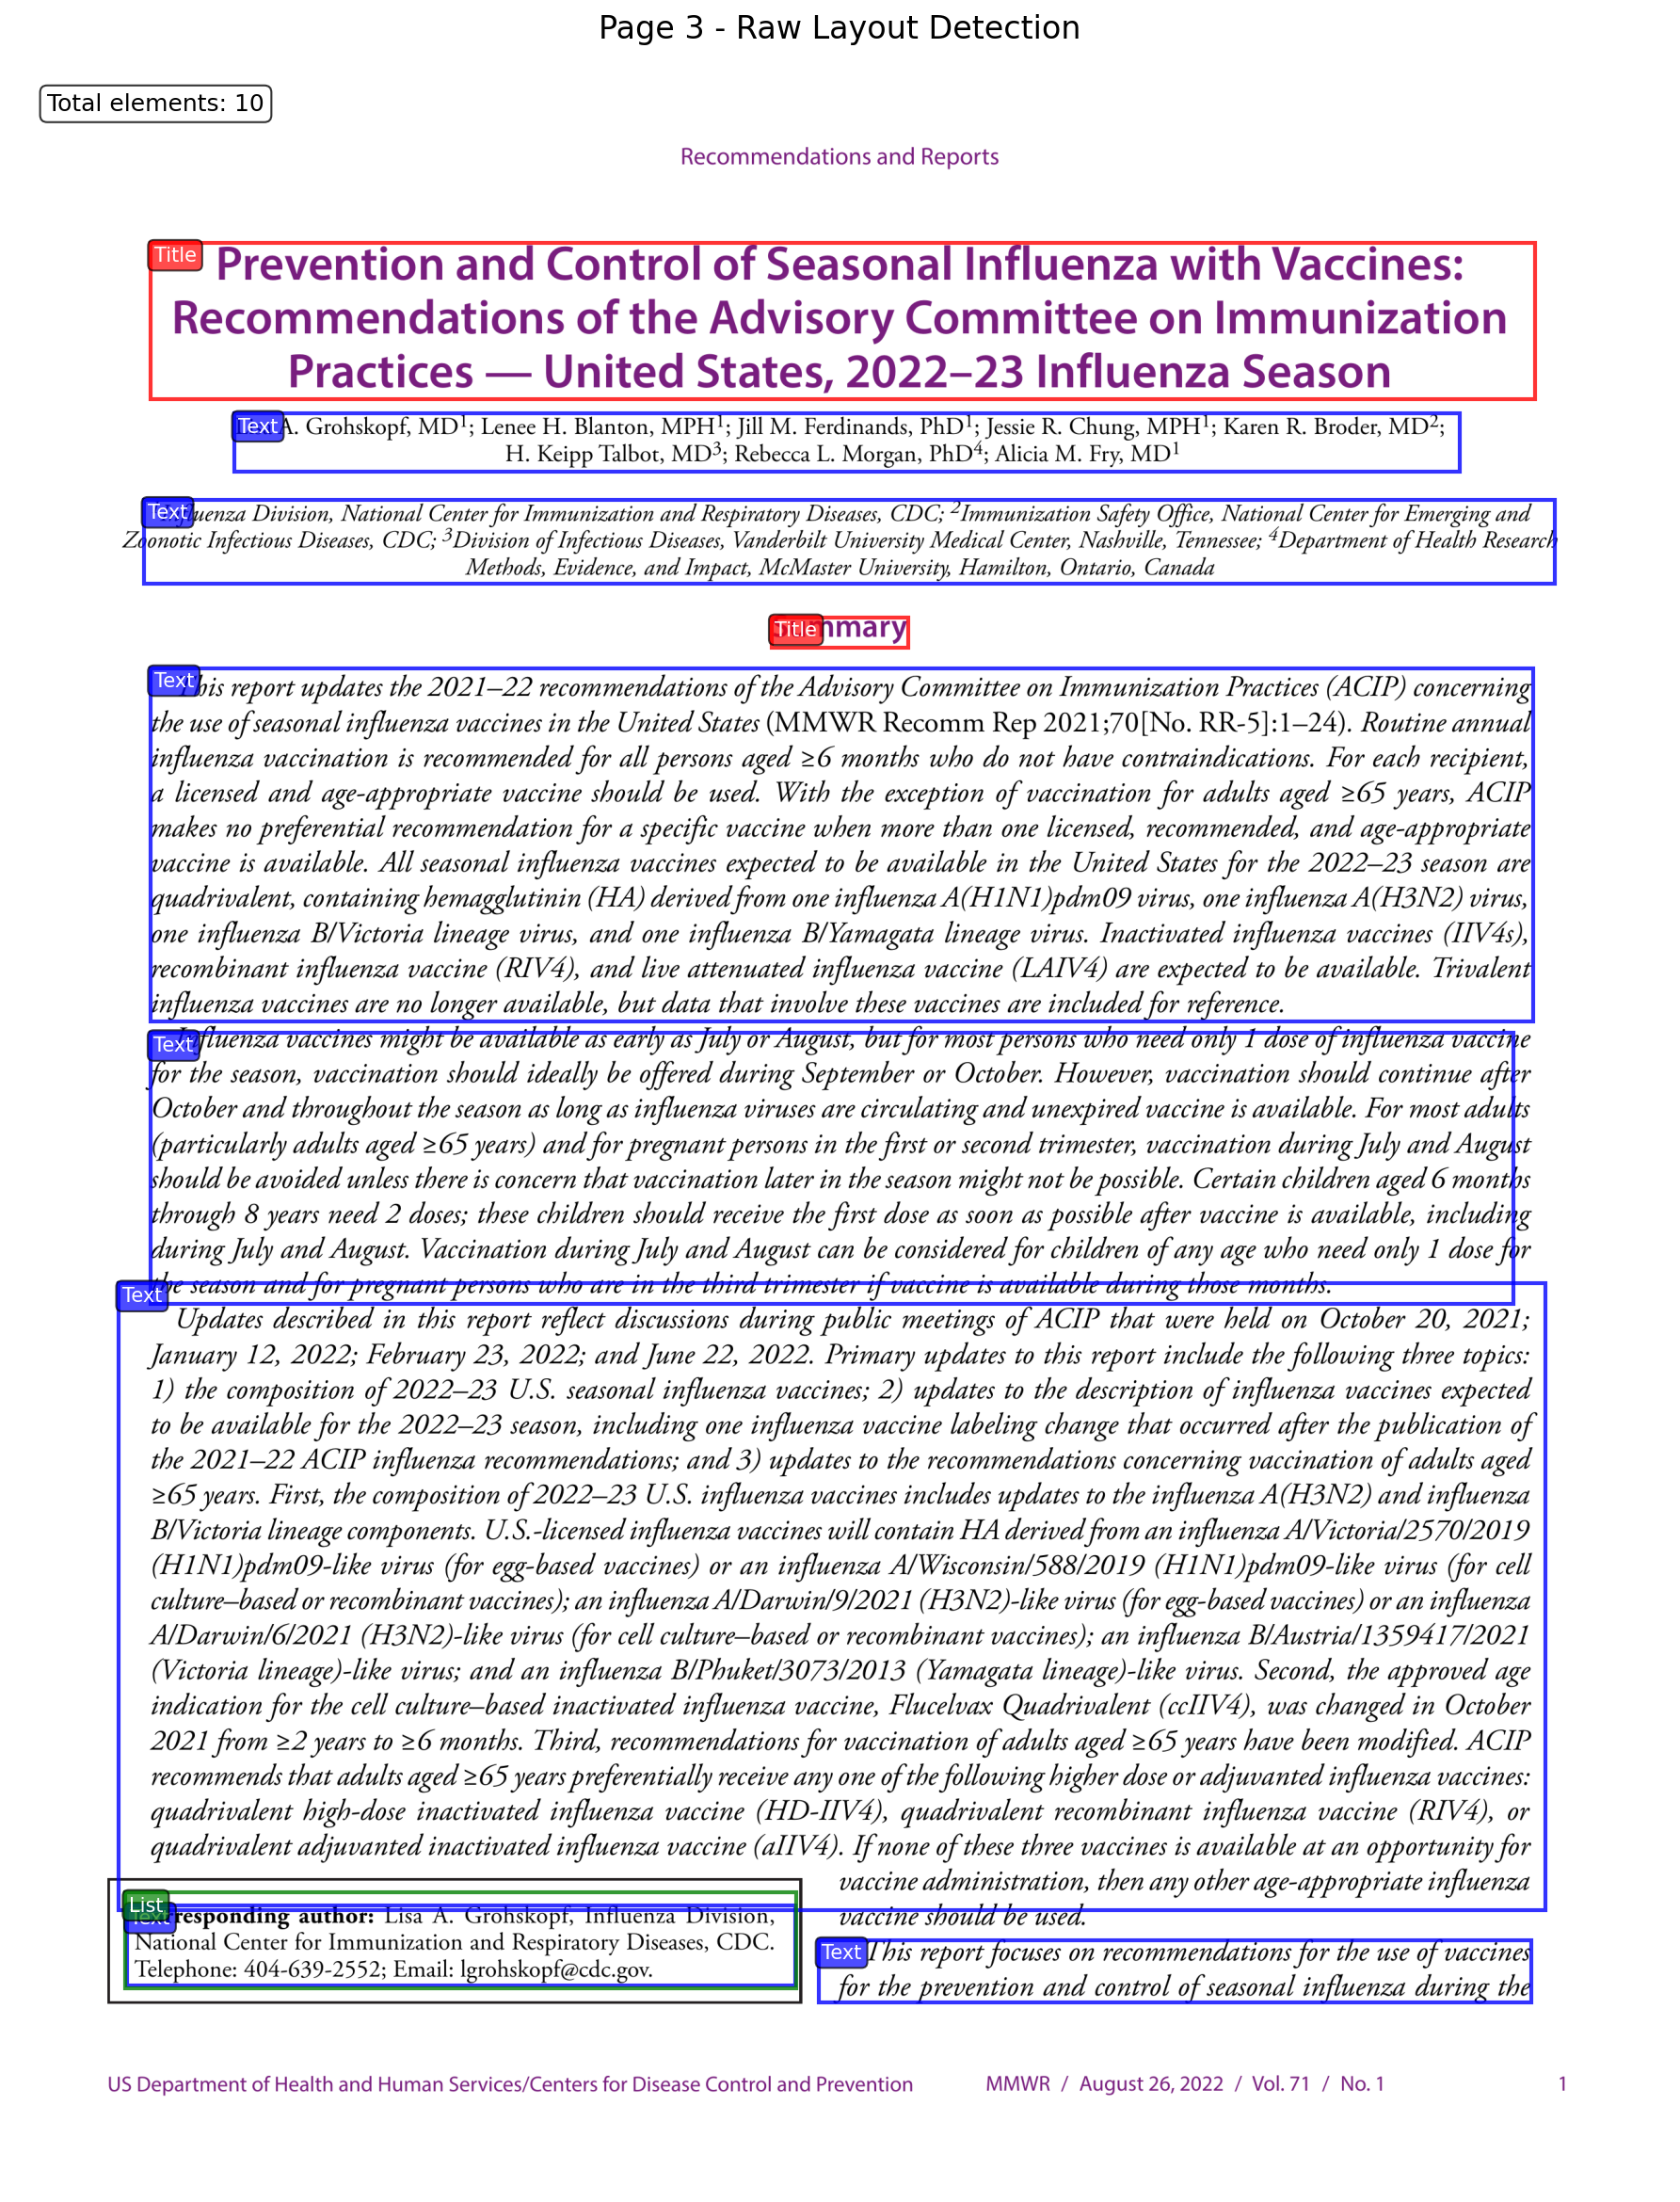 Page 3 - Raw Layout Detection
Total elements: 10
Recommendations and Reports
Title
Prevention and Control of Seasonal Influenza with Vaccines:
Recommendations of the Advisory Committee on Immunization
Practices — United States, 2022–23 Influenza Season
Text
A. Grohskopf, MD1; Lenee H. Blanton, MPH1; Jill M. Ferdinands, PhD1; Jessie R. Chung, MPH1; Karen R. Broder, MD2;
H. Keipp Talbot, MD3; Rebecca L. Morgan, PhD4; Alicia M. Fry, MD1
Text
Influenza Division, National Center for Immunization and Respiratory Diseases, CDC; 2Immunization Safety Office, National Center for Emerging and
Zoonotic Infectious Diseases, CDC; 3Division of Infectious Diseases, Vanderbilt University Medical Center, Nashville, Tennessee; 4Department of Health Research
Methods, Evidence, and Impact, McMaster University, Hamilton, Ontario, Canada
Title
Summary
Text
This report updates the 2021–22 recommendations of the Advisory Committee on Immunization Practices (ACIP) concerning
the use of seasonal influenza vaccines in the United States (MMWR Recomm Rep 2021;70[No. RR-5]:1–24). Routine annual
influenza vaccination is recommended for all persons aged ≥6 months who do not have contraindications. For each recipient,
a licensed and age-appropriate vaccine should be used. With the exception of vaccination for adults aged ≥65 years, ACIP
makes no preferential recommendation for a specific vaccine when more than one licensed, recommended, and age-appropriate
vaccine is available. All seasonal influenza vaccines expected to be available in the United States for the 2022–23 season are
quadrivalent, containing hemagglutinin (HA) derived from one influenza A(H1N1)pdm09 virus, one influenza A(H3N2) virus,
one influenza B/Victoria lineage virus, and one influenza B/Yamagata lineage virus. Inactivated influenza vaccines (IIV4s),
recombinant influenza vaccine (RIV4), and live attenuated influenza vaccine (LAIV4) are expected to be available. Trivalent
influenza vaccines are no longer available, but data that involve these vaccines are included for reference.
Text
Influenza vaccines might be available as early as July or August, but for most persons who need only 1 dose of influenza vaccine
for the season, vaccination should ideally be offered during September or October. However, vaccination should continue after
October and throughout the season as long as influenza viruses are circulating and unexpired vaccine is available. For most adults
(particularly adults aged ≥65 years) and for pregnant persons in the first or second trimester, vaccination during July and August
should be avoided unless there is concern that vaccination later in the season might not be possible. Certain children aged 6 months
through 8 years need 2 doses; these children should receive the first dose as soon as possible after vaccine is available, including
during July and August. Vaccination during July and August can be considered for children of any age who need only 1 dose for
the season and for pregnant persons who are in the third trimester if vaccine is available during those months.
Text
Updates described in this report reflect discussions during public meetings of ACIP that were held on October 20, 2021;
January 12, 2022; February 23, 2022; and June 22, 2022. Primary updates to this report include the following three topics:
1) the composition of 2022–23 U.S. seasonal influenza vaccines; 2) updates to the description of influenza vaccines expected
to be available for the 2022–23 season, including one influenza vaccine labeling change that occurred after the publication of
the 2021–22 ACIP influenza recommendations; and 3) updates to the recommendations concerning vaccination of adults aged
≥65 years. First, the composition of 2022–23 U.S. influenza vaccines includes updates to the influenza A(H3N2) and influenza
B/Victoria lineage components. U.S.-licensed influenza vaccines will contain HA derived from an influenza A/Victoria/2570/2019
(H1N1)pdm09-like virus (for egg-based vaccines) or an influenza A/Wisconsin/588/2019 (H1N1)pdm09-like virus (for cell
culture–based or recombinant vaccines); an influenza A/Darwin/9/2021 (H3N2)-like virus (for egg-based vaccines) or an influenza
A/Darwin/6/2021 (H3N2)-like virus (for cell culture–based or recombinant vaccines); an influenza B/Austria/1359417/2021
(Victoria lineage)-like virus; and an influenza B/Phuket/3073/2013 (Yamagata lineage)-like virus. Second, the approved age
indication for the cell culture–based inactivated influenza vaccine, Flucelvax Quadrivalent (ccIIV4), was changed in October
2021 from ≥2 years to ≥6 months. Third, recommendations for vaccination of adults aged ≥65 years have been modified. ACIP
recommends that adults aged ≥65 years preferentially receive any one of the following higher dose or adjuvanted influenza vaccines:
quadrivalent high-dose inactivated influenza vaccine (HD-IIV4), quadrivalent recombinant influenza vaccine (RIV4), or
quadrivalent adjuvanted inactivated influenza vaccine (aIIV4). If none of these three vaccines is available at an opportunity for
vaccine administration, then any other age-appropriate influenza
vaccine should be used.
List
Text
Corresponding author: Lisa A. Grohskopf, Influenza Division,
National Center for Immunization and Respiratory Diseases, CDC.
Telephone: 404-639-2552; Email: lgrohskopf@cdc.gov.
Text
This report focuses on recommendations for the use of vaccines
for the prevention and control of seasonal influenza during the
US Department of Health and Human Services/Centers for Disease Control and Prevention MMWR / August 26, 2022 / Vol. 71 / No. 1 1